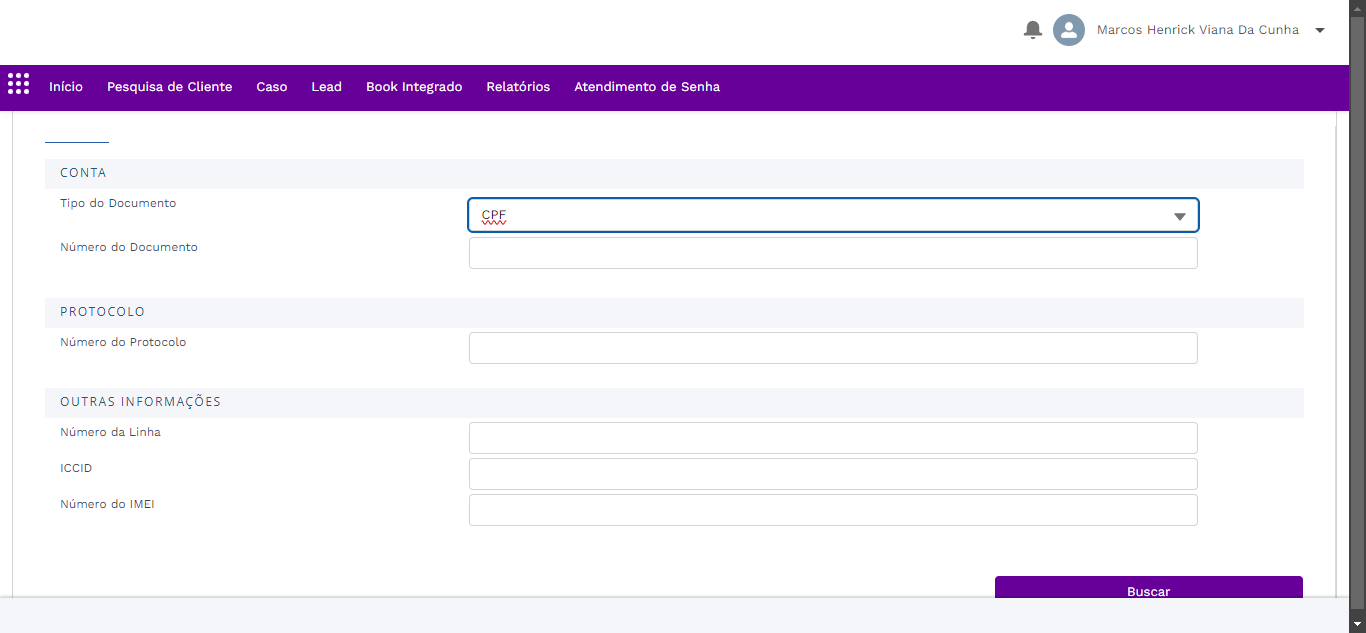 Marcos Henrick Viana Da Cunha
Início Pesquisa de Cliente Caso Lead Book Integrado Relatórios Atendimento de Senha
CONTA
Tipo do Documento
CPF
Número do Documento
PROTOCOLO
Número do Protocolo
OUTRAS INFORMAÇÕES
Número da Linha
ICCID
Número do IMEI
Buscar